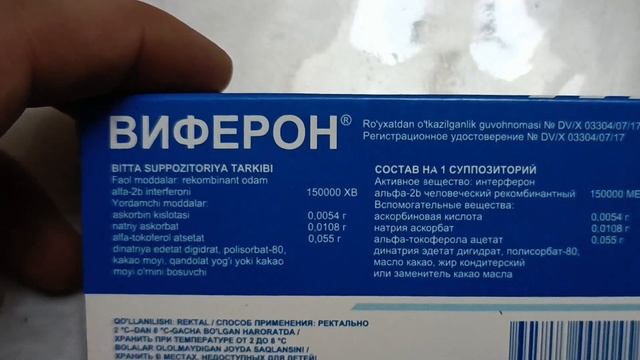 ВИФЕРОН®
Ro'yxatdan o'tkazilganlik guvohnomasi № DV/X 03304/07/17
Регистрационное удостоверение № DV/X 03304/07/17
BITTA SUPPOZITORIYA TARKIBI
Faol moddalar: rekombinant odam
alfa-2b interferoni 150000 XB
Yordamchi moddalar:
askorbin kislotasi 0.0054 г
natriy askorbat 0.0108 г
alfa-tokoferol atsetat 0,055 г
dinatriya edetat digidrat, polisorbat-80,
kakao moyi, qandolat yog'i yoki kakao
moyi o'rnini bosuvchi
СОСТАВ НА 1 СУППОЗИТОРИЙ
Активное вещество: интерферон
альфа-2b человеческий рекомбинантный 150000 МЕ
Вспомогательные вещества:
аскорбиновая кислота 0,0054 г
натрия аскорбат 0.0108 г
альфа-токоферола ацетат 0,055 г
динатрия эдетат дигидрат, полисорбат-80,
масло какао, жир кондитерский
или заменитель какао масла
QO'LLANILISHI: REKTAL / СПОСОБ ПРИМЕНЕНИЯ: РЕКТАЛЬНО
2 °C-DAN 8 °C-GACHA BO'LGAN HARORATDA /
ХРАНИТЬ ПРИ ТЕМПЕРАТУРЕ ОТ 2 ДО 8 °C
BOLALAR OLOLMAYDIGAN JOYDA SAQLANSIN! /
ХРАНИТЬ В МЕСТАХ, НЕДОСТУПНЫХ ДЛЯ ДЕТЕЙ!